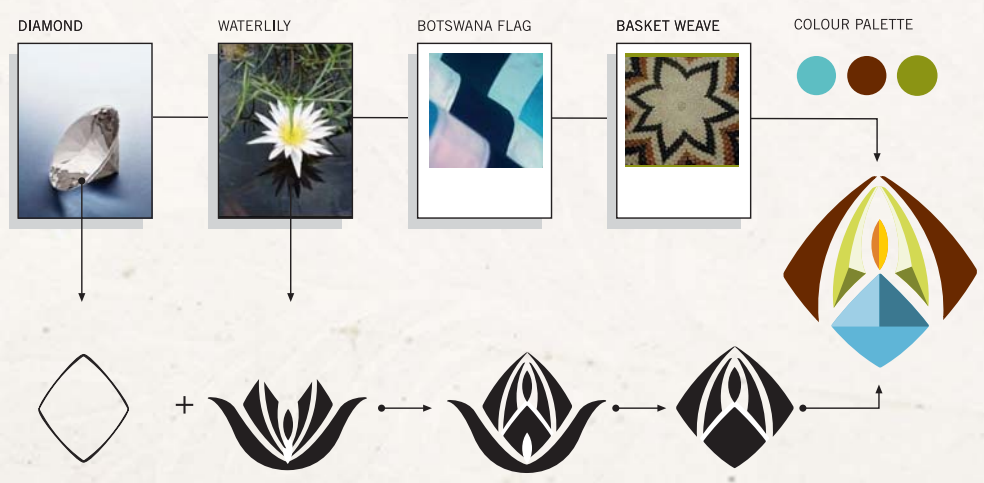 DIAMOND
WATERLILY
BOTSWANA FLAG
BASKET WEAVE
COLOUR PALETTE
+